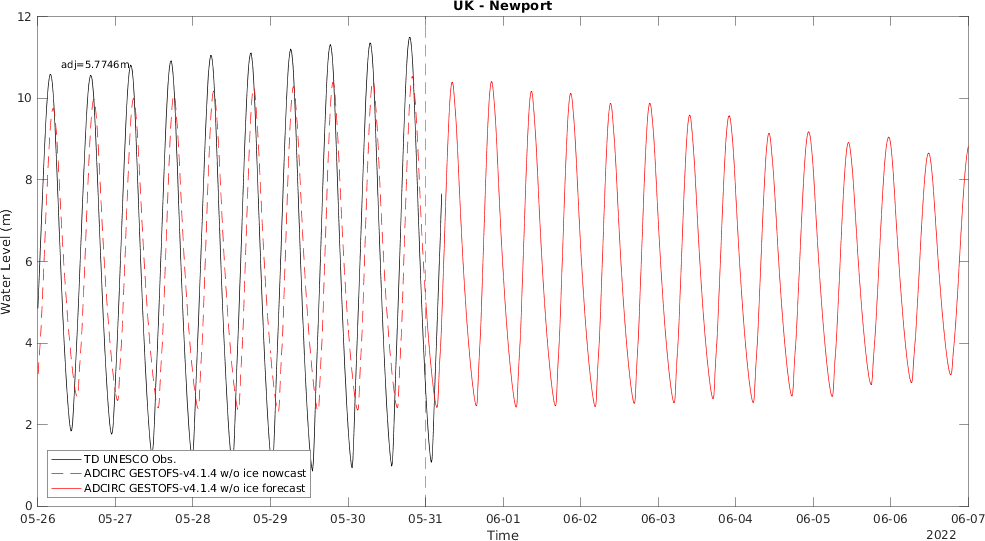 UK - Newport
12
10
8
6
4
2
0
Water Level (m)
adj=5.7746m
TD UNESCO Obs.
ADCIRC GESTOFS-v4.1.4 w/o ice nowcast
ADCIRC GESTOFS-v4.1.4 w/o ice forecast
05-26 05-27 05-28 05-29 05-30 05-31 06-01 06-02 06-03 06-04 06-05 06-06 06-07
Time
2022